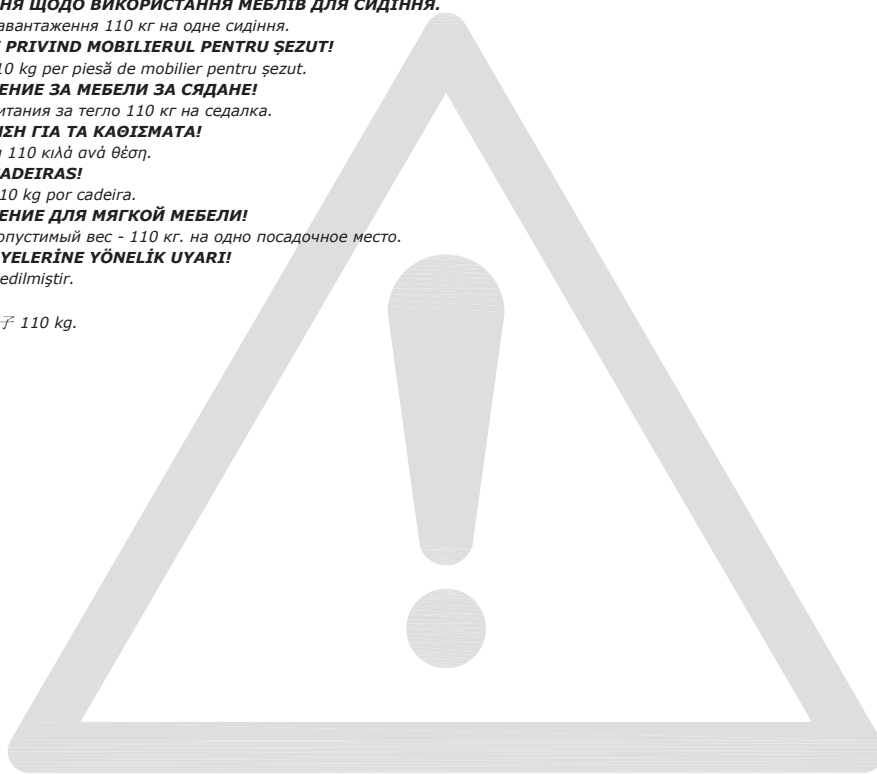 НЯ ЩОДО ВИКОРИСТАННЯ МЕБЛІВ ДЛЯ СИДІННЯ.
авантаження 110 кг на одне сидіння.
PRIVIND MOBILIERUL PENTRU ȘEZUT!
10 kg per piesă de mobilier pentru șezut.
ЕНИЕ ЗА МЕБЕЛИ ЗА СЯДАНЕ!
итания за тегло 110 кг на седалка.
ΣΗ ΓΙΑ ΤΑ ΚΑΘΙΣΜΑΤΑ!
110 κιλά ανά θέση.
CADEIRAS!
10 kg por cadeira.
ЕНИЕ ДЛЯ МЯГКОЙ МЕБЕЛИ!
опустимый вес - 110 кг. на одно посадочное место.
YELERİNE YÖNELİK UYARI!
edilmiştir.
子 110 kg.